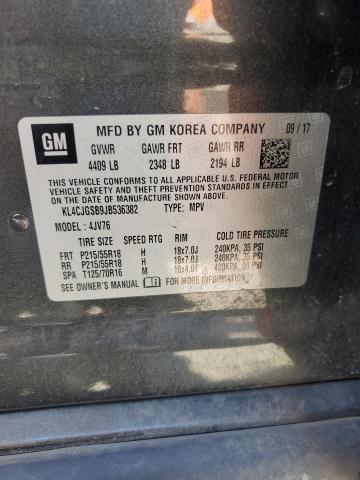 GM
MFD BY GM KOREA COMPANY 09/17
GVWR GAWR FRT GAWR RR
4409 LB 2348 LB 2194 LB
THIS VEHICLE CONFORMS TO ALL APPLICABLE U.S. FEDERAL MOTOR
VEHICLE SAFETY, BUMPER, AND THEFT PREVENTION STANDARDS IN
EFFECT ON THE DATE OF MANUFACTURE SHOWN ABOVE.
KL4CJGSB9JB536382 TYPE: MPV
MODEL: 4JV76
TIRE SIZE SPEED RTG RIM COLD TIRE PRESSURE
FRT P215/55R18 H 18x7.0J 240KPA, 35 PSI
RR P215/55R18 H 18x7.0J 240KPA, 35 PSI
SPA T125/70R16 M 16x4.0T 420KPA, 60 PSI
SEE OWNER'S MANUAL FOR ADDITIONAL INFORMATION.